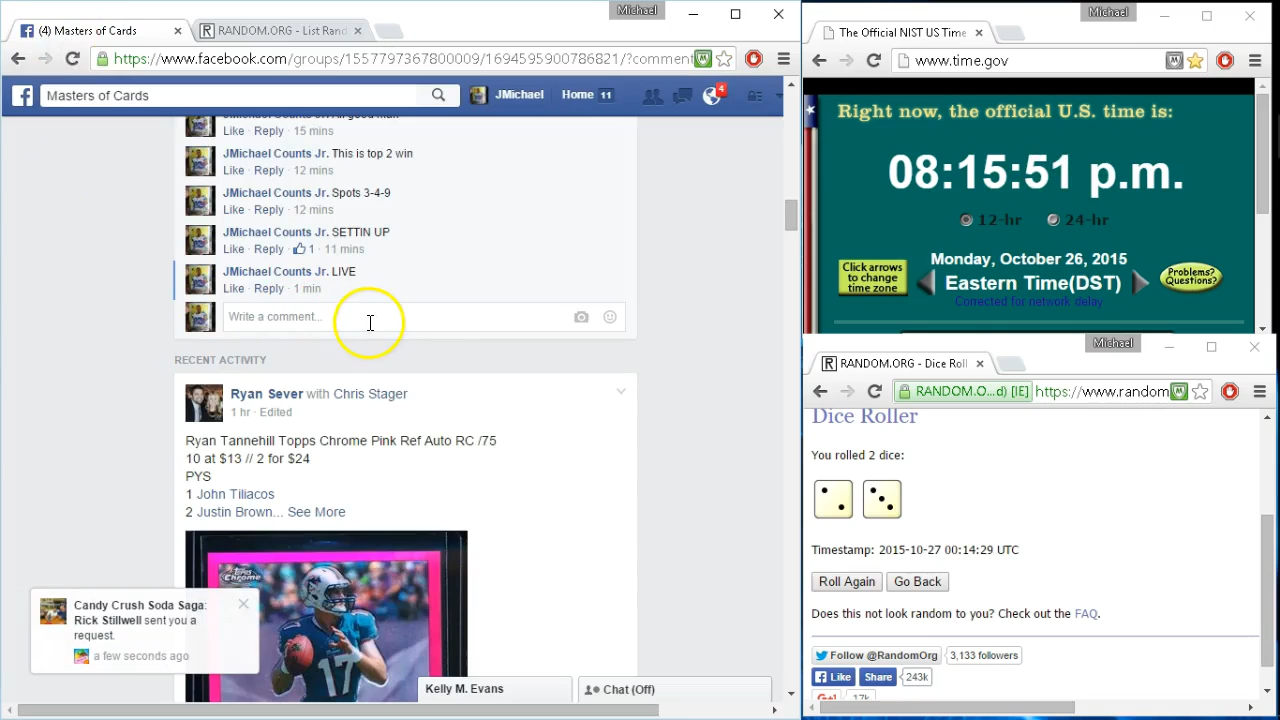 Michael
(4) Masters of Cards
RANDOM.ORG - List Rand
https://www.facebook.com/groups/1557797367800009/1694595900786821/?comment
Masters of Cards
JMichael
Home 11
4
Like · Reply · 15 mins
JMichael Counts Jr. This is top 2 win
Like · Reply · 12 mins
JMichael Counts Jr. Spots 3-4-9
Like · Reply · 12 mins
JMichael Counts Jr. SETTIN UP
Like · Reply · 1 · 11 mins
JMichael Counts Jr. LIVE
Like · Reply · 1 min
Write a comment...
RECENT ACTIVITY
Ryan Sever with Chris Stager
1 hr · Edited
Ryan Tannehill Topps Chrome Pink Ref Auto RC /75
10 at $13 // 2 for $24
PYS
1 John Tiliacos
2 Justin Brown... See More
Topps Chrome
17
Candy Crush Soda Saga:
Rick Stillwell sent you a
request.
a few seconds ago
Kelly M. Evans
Chat (Off)
Michael
The Official NIST US Time
www.time.gov
Right now, the official U.S. time is:
08:15:51 p.m.
12-hr 24-hr
Click arrows
to change
time zone
Monday, October 26, 2015
Eastern Time(DST)
Corrected for network delay
Problems?
Questions?
Michael
RANDOM.ORG - Dice Roll
RANDOM.O...d) [IE] https://www.random
Dice Roller
You rolled 2 dice:
Timestamp: 2015-10-27 00:14:29 UTC
Roll Again Go Back
Does this not look random to you? Check out the FAQ.
Follow @RandomOrg 3,133 followers
Like Share 243k
17k